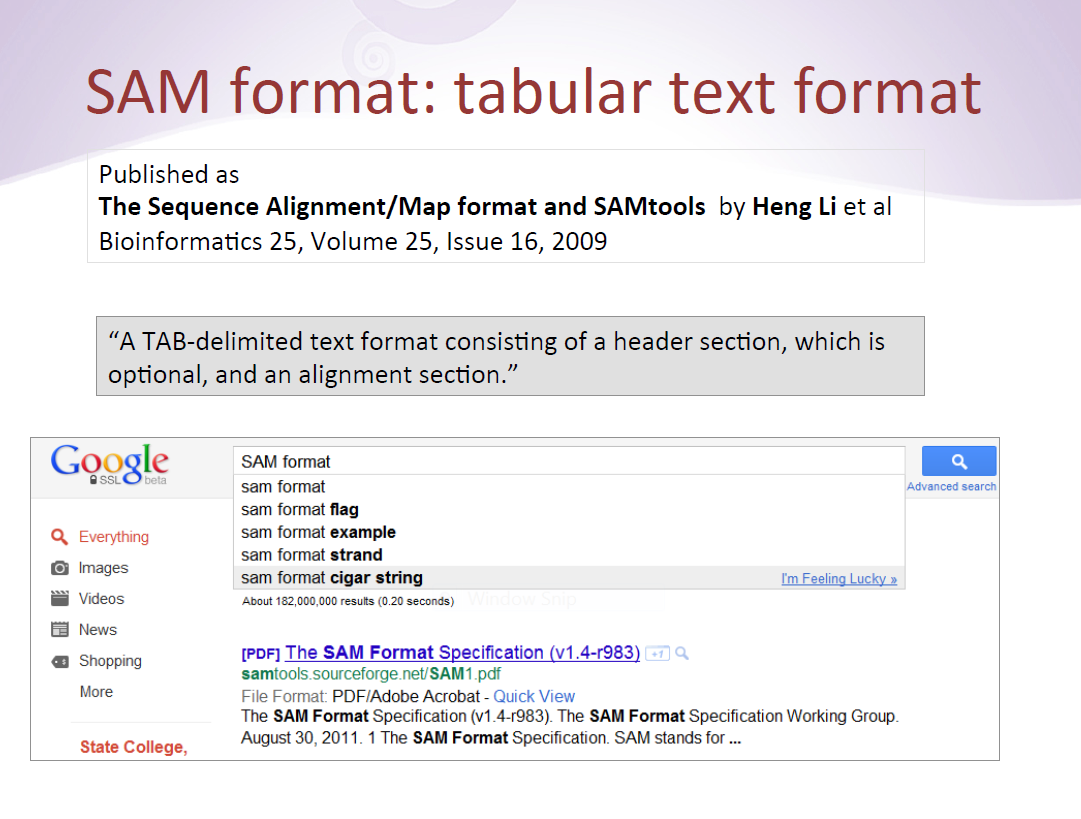 SAM format: tabular text format
Published as
The Sequence Alignment/Map format and SAMtools by Heng Li et al
Bioinformatics 25, Volume 25, Issue 16, 2009
“A TAB-delimited text format consisting of a header section, which is
optional, and an alignment section.”
Google
SSL beta
SAM format
Advanced search
sam format
sam format flag
sam format example
sam format strand
sam format cigar string
I'm Feeling Lucky »
About 182,000,000 results (0.20 seconds)
Window Snip
Everything
Images
Videos
News
Shopping
More
State College,
[PDF] The SAM Format Specification (v1.4-r983) +1
samtools.sourceforge.net/SAM1.pdf
File Format: PDF/Adobe Acrobat - Quick View
The SAM Format Specification (v1.4-r983). The SAM Format Specification Working Group.
August 30, 2011. 1 The SAM Format Specification. SAM stands for ...